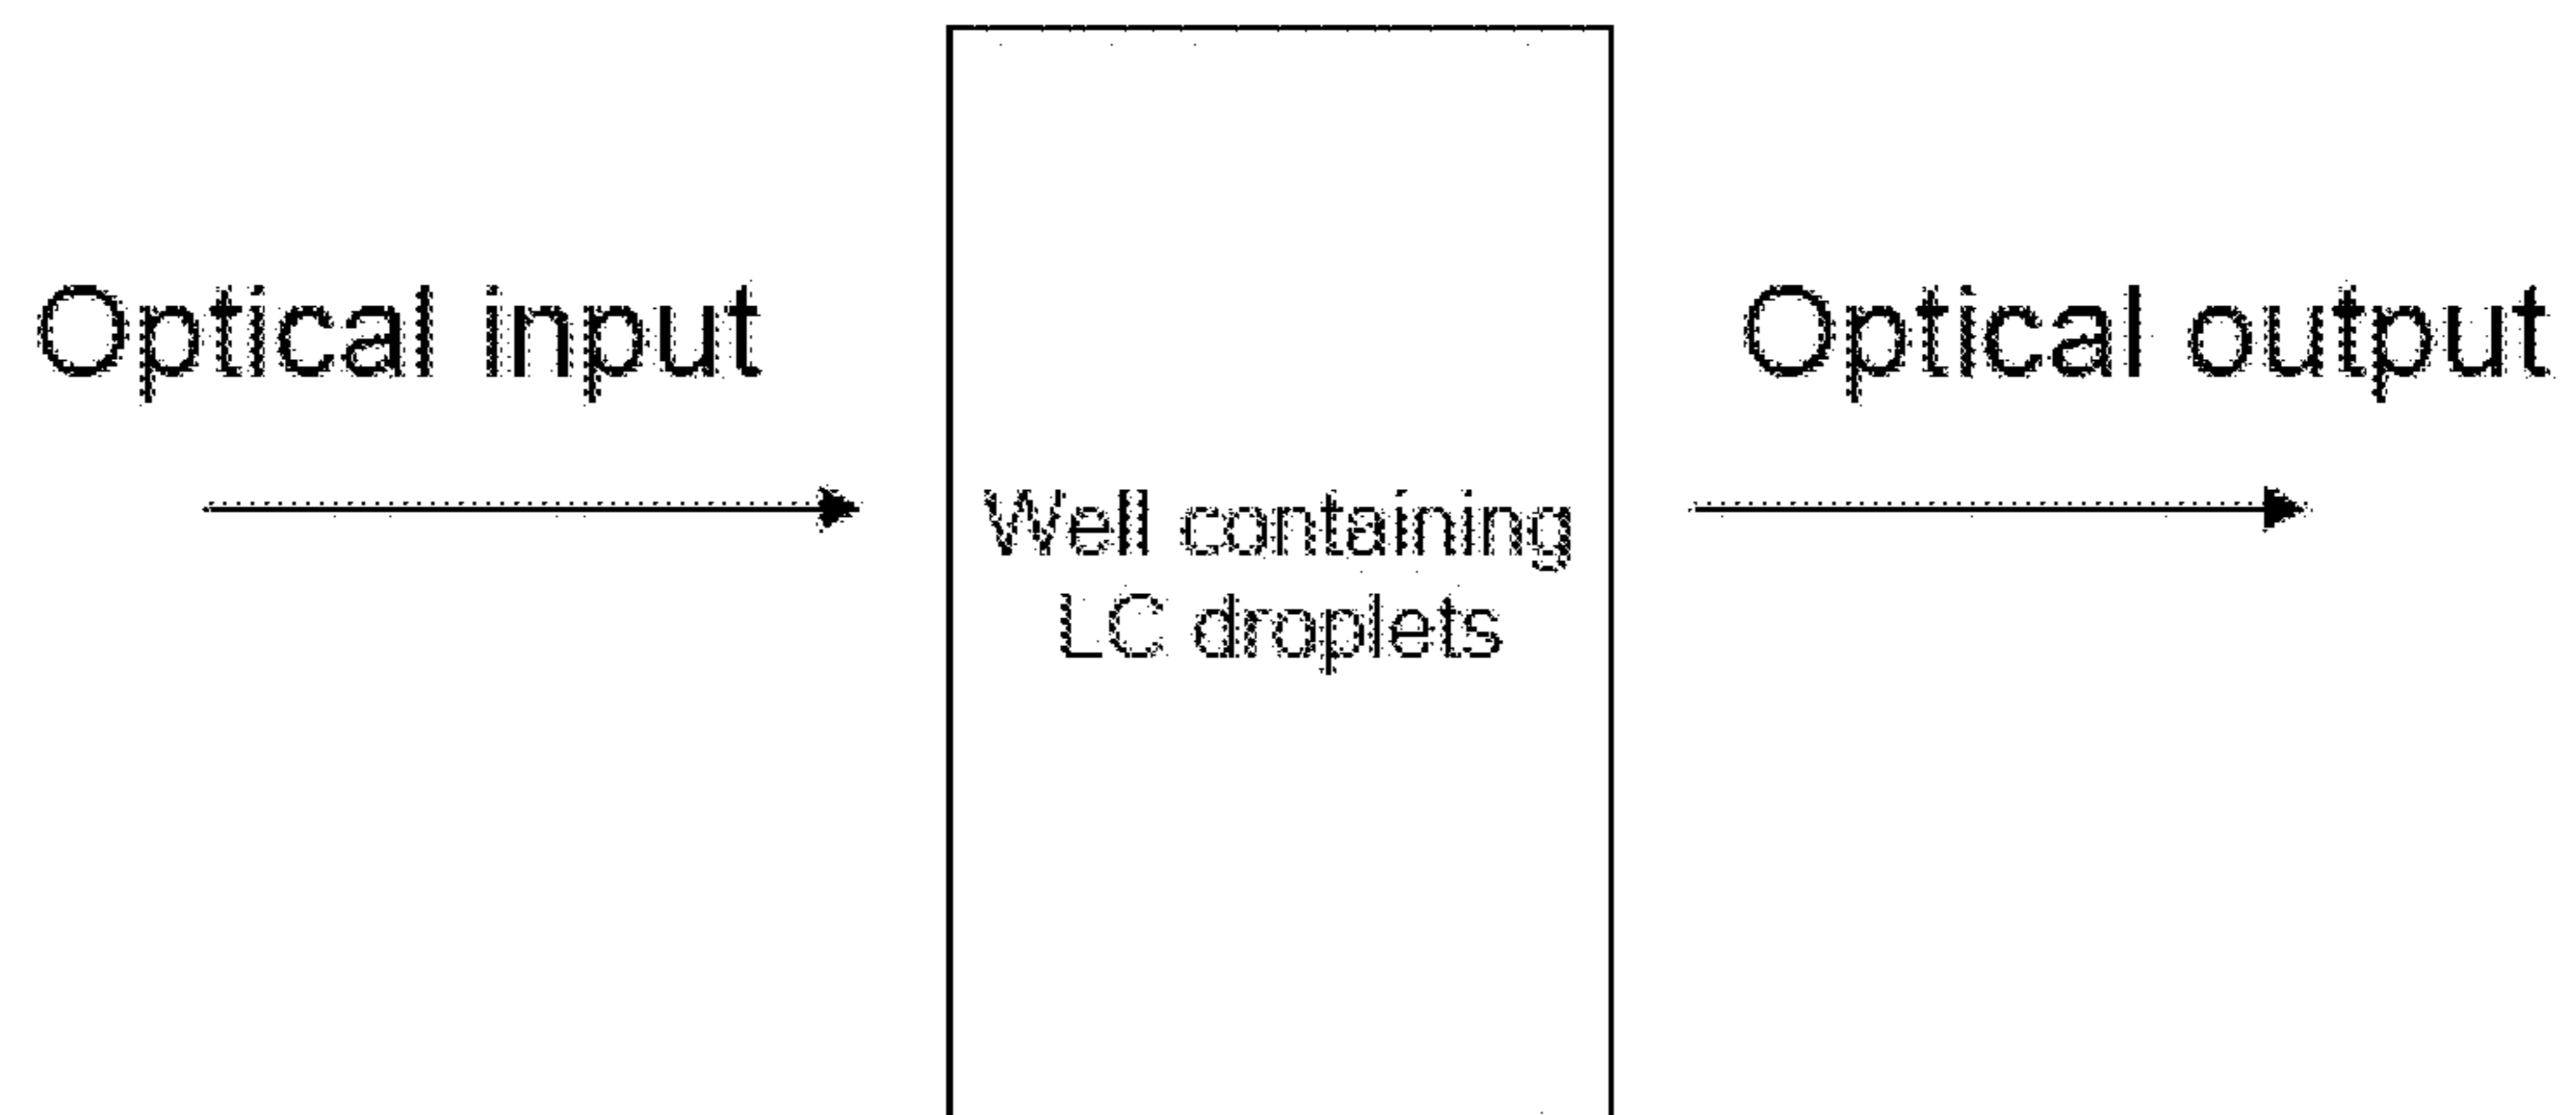 Optical input
Well containing
LC droplets
Optical output